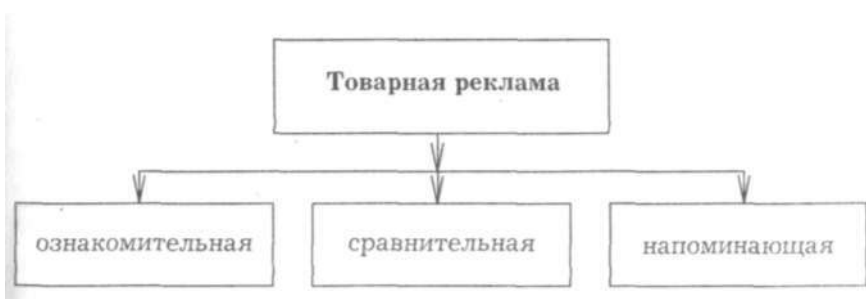 Товарная реклама
ознакомительная
сравнительная
напоминающая